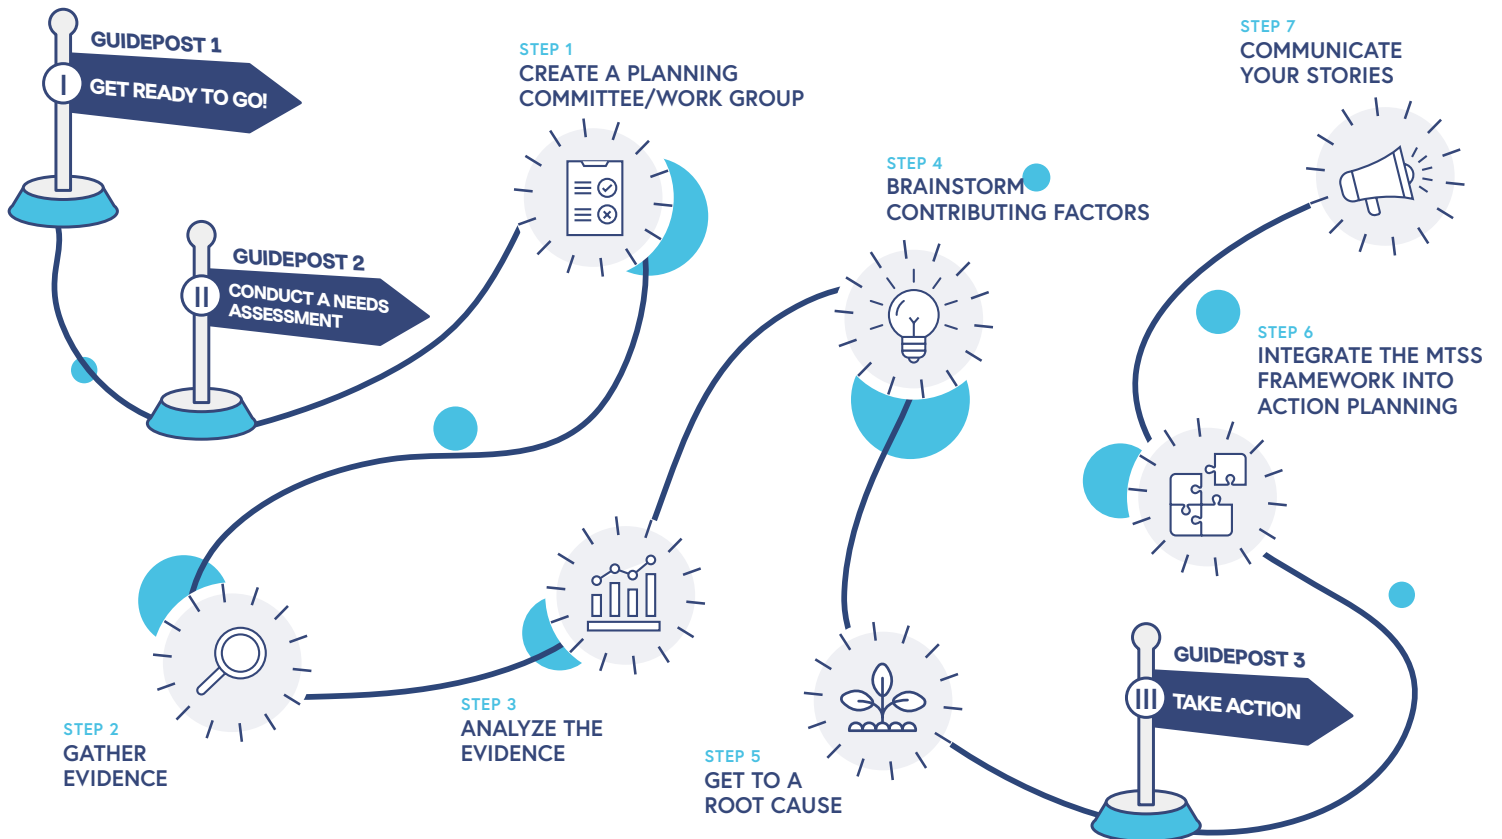 GUIDEPOST 1
I
GET READY TO GO!
GUIDEPOST 2
II
CONDUCT A NEEDS
ASSESSMENT
STEP 1
CREATE A PLANNING
COMMITTEE/WORK GROUP
STEP 2
GATHER
EVIDENCE
STEP 3
ANALYZE THE
EVIDENCE
STEP 4
BRAINSTORM
CONTRIBUTING FACTORS
STEP 5
GET TO A
ROOT CAUSE
GUIDEPOST 3
III
TAKE ACTION
STEP 6
INTEGRATE THE MTSS
FRAMEWORK INTO
ACTION PLANNING
STEP 7
COMMUNICATE
YOUR STORIES